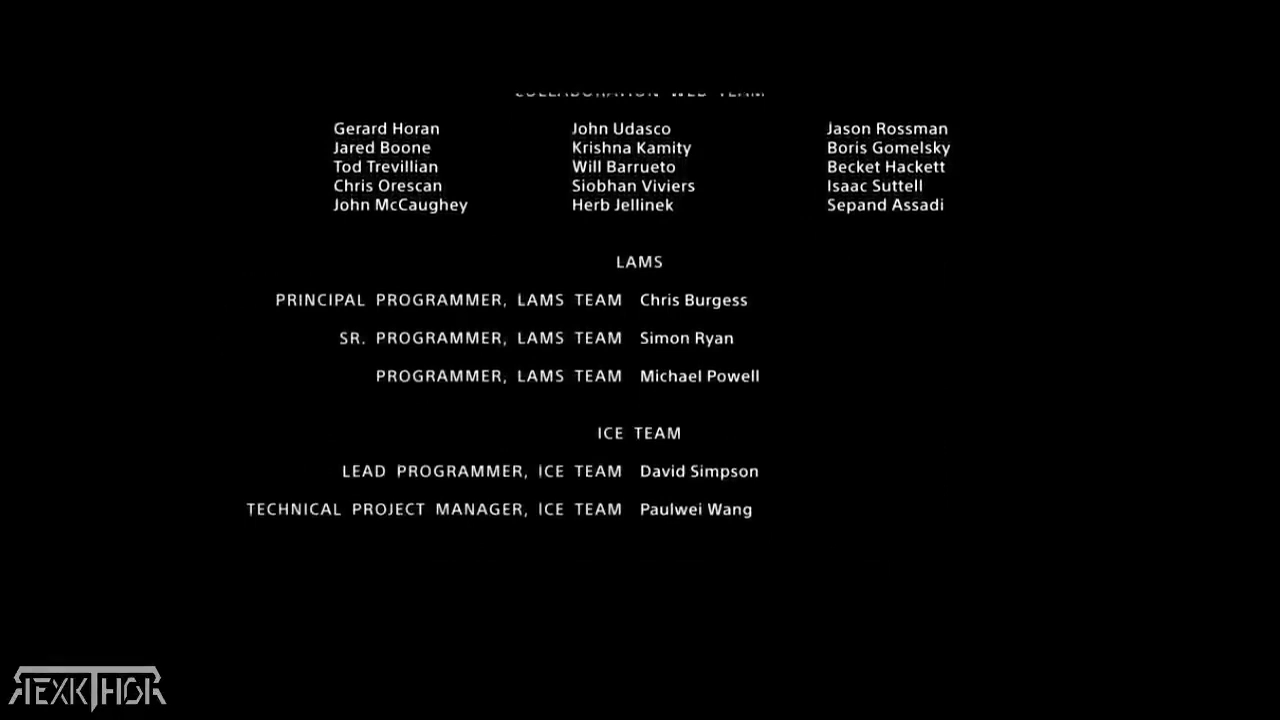 COLLABORATION WEB TEAM
Gerard Horan John Udasco Jason Rossman
Jared Boone Krishna Kamity Boris Gomelsky
Tod Trevillian Will Barrueto Becket Hackett
Chris Orescan Siobhan Viviers Isaac Suttell
John McCaughey Herb Jellinek Sepand Assadi
LAMS
PRINCIPAL PROGRAMMER, LAMS TEAM Chris Burgess
SR. PROGRAMMER, LAMS TEAM Simon Ryan
PROGRAMMER, LAMS TEAM Michael Powell
ICE TEAM
LEAD PROGRAMMER, ICE TEAM David Simpson
TECHNICAL PROJECT MANAGER, ICE TEAM Paulwei Wang